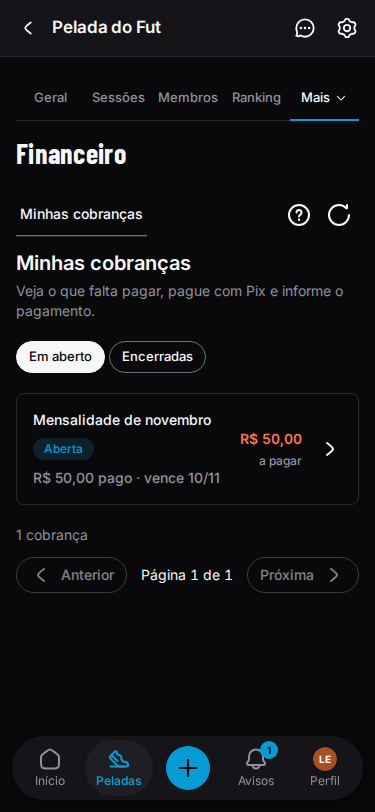 Pelada do Fut
Geral Sessões Membros Ranking Mais
Financeiro
Minhas cobranças
Minhas cobranças
Veja o que falta pagar, pague com Pix e informe o
pagamento.
Em aberto Encerradas
Mensalidade de novembro
Aberta
R$ 50,00 pago · vence 10/11
R$ 50,00
a pagar
1 cobrança
Anterior Página 1 de 1 Próxima
1
LE
Início Peladas Avisos Perfil